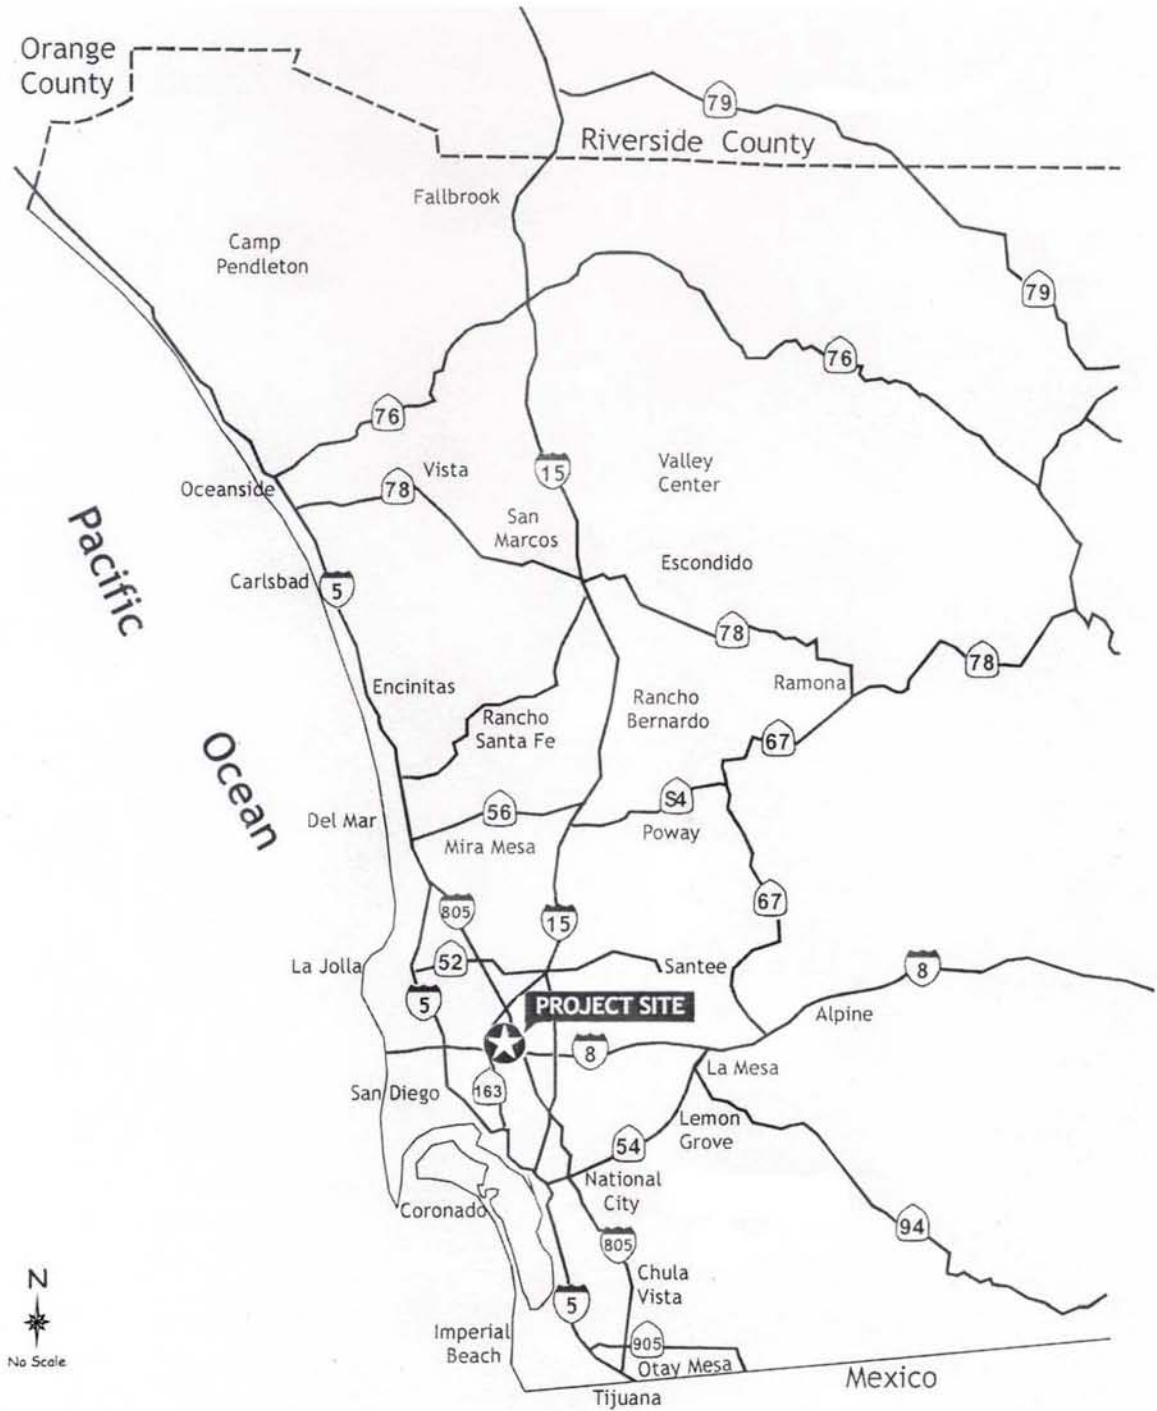 Orange
County
79
Riverside County
Fallbrook
Camp
Pendleton
79
76
76
Vista
15
Valley
Center
Oceanside
78
San
Marcos
Pacific
Escondido
Carlsbad
5
78
78
Encinitas
Ramona
Rancho
Santa Fe
Rancho
Bernardo
67
Ocean
S4
56
Del Mar
Mira Mesa
Poway
67
805
15
La Jolla
52
Santee
8
5
PROJECT SITE
Alpine
8
La Mesa
San Diego
163
Lemon
Grove
54
National
City
Coronado
94
805
N
Chula
Vista
5
Imperial
Beach
905
No Scale
Otay Mesa
Mexico
Tijuana